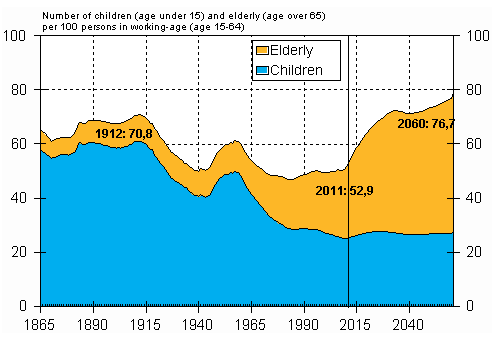 Number of children (age under 15) and elderly (age over 65)
per 100 persons in working-age (age 15-64)
100 100
Elderly
Children
80 80
1912: 70,8
2060: 76,7
60 60
2011: 52,9
40 40
20 20
0 0
1865 1890 1915 1940 1965 1990 2015 2040